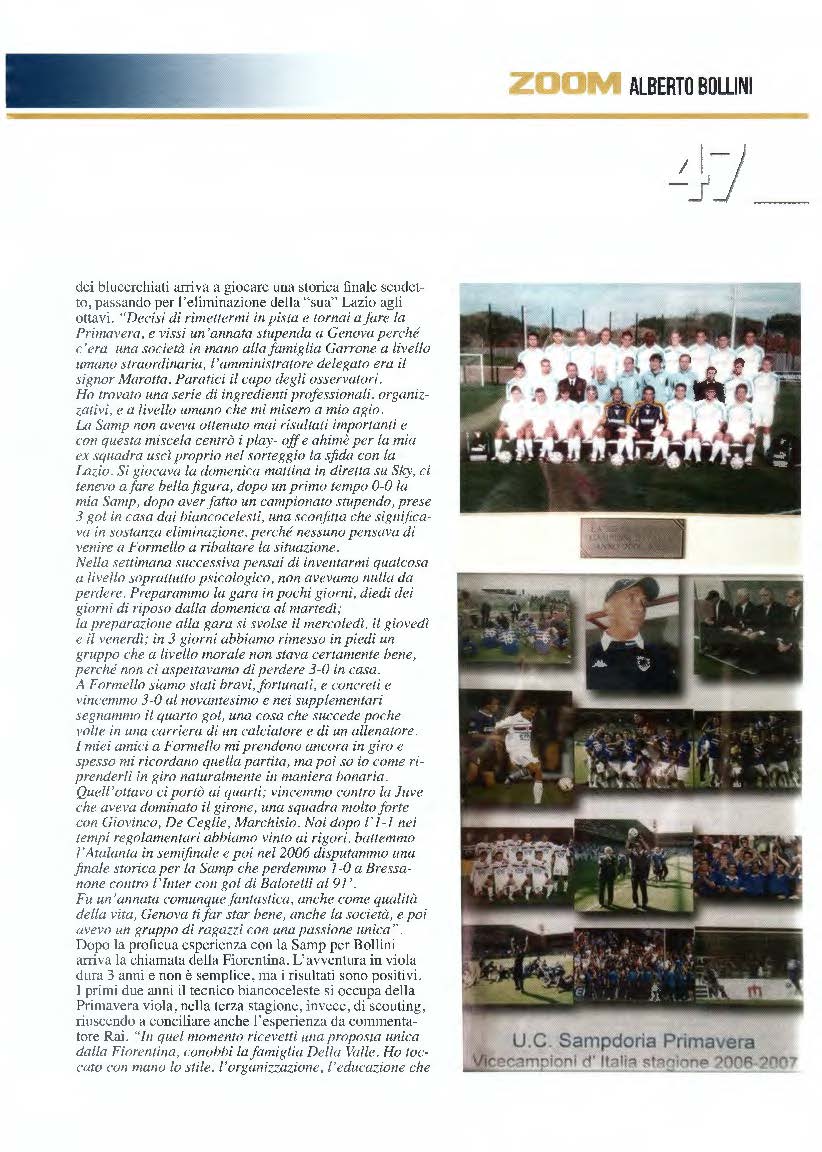 ZOOM ALBERTO BOLLINI
47
dei blucerchiati arriva a giocare una storica finale scudet-
to, passando per l'eliminazione della “sua” Lazio agli
ottavi. “Decisi di rimettermi in pista e tornai a fare la
Primavera, e vissi un'annata stupenda a Genova perché
c'era una società in mano alla famiglia Garrone a livello
umano straordinaria, l'amministratore delegato era il
signor Marotta, Paratici il capo degli osservatori.
Ho trovato una serie di ingredienti professionali, organiz-
zativi, e a livello umano che mi misero a mio agio.
La Samp non aveva ottenuto mai risultati importanti e
con questa miscela centrò i play- off e ahimè per la mia
ex squadra uscì proprio nel sorteggio la sfida con la
Lazio. Si giocava la domenica mattina in diretta su Sky, ci
tenevo a fare bella figura, dopo un primo tempo 0-0 la
mia Samp, dopo aver fatto un campionato stupendo, prese
3 gol in casa dai biancocelesti, una sconfitta che significa-
va in sostanza eliminazione, perché nessuno pensava di
venire a Formello a ribaltare la situazione.
Nella settimana successiva pensai di inventarmi qualcosa
a livello soprattutto psicologico, non avevamo nulla da
perdere. Preparammo la gara in pochi giorni, diedi dei
giorni di riposo dalla domenica al martedì;
la preparazione alla gara si svolse il mercoledì, il giovedì
e il venerdì; in 3 giorni abbiamo rimesso in piedi un
gruppo che a livello morale non stava certamente bene,
perché non ci aspettavamo di perdere 3-0 in casa.
A Formello siamo stati bravi, fortunati, e concreti e
vincemmo 3-0 al novantesimo e nei supplementari
segnammo il quarto gol, una cosa che succede poche
volte in una carriera di un calciatore e di un allenatore.
I miei amici a Formello mi prendono ancora in giro e
spesso mi ricordano quella partita, ma poi so io come ri-
prenderli in giro naturalmente in maniera bonaria.
Quell'ottavo ci portò ai quarti; vincemmo contro la Juve
che aveva dominato il girone, una squadra molto forte
con Giovinco, De Ceglie, Marchisio. Noi dopo l'1-1 nei
tempi regolamentari abbiamo vinto ai rigori, battemmo
l'Atalanta in semifinale e poi nel 2006 disputammo una
finale storica per la Samp che perdemmo 1-0 a Bressa-
none contro l'Inter con gol di Balotelli al 91'.
Fu un'annata comunque fantastica, anche come qualità
della vita, Genova ti far star bene, anche la società, e poi
avevo un gruppo di ragazzi con una passione unica”.
Dopo la proficua esperienza con la Samp per Bollini
arriva la chiamata della Fiorentina. L'avventura in viola
dura 3 anni e non è semplice, ma i risultati sono positivi.
I primi due anni il tecnico biancoceleste si occupa della
Primavera viola, nella terza stagione, invece, di scouting,
riuscendo a conciliare anche l'esperienza da commenta-
tore Rai. “In quel momento ricevetti una proposta unica
dalla Fiorentina, conobbi la famiglia Della Valle. Ho toc-
cato con mano lo stile, l'organizzazione, l'educazione che
U.C. Sampdoria Primavera
Vicecampioni d' Italia stagione 2006-2007